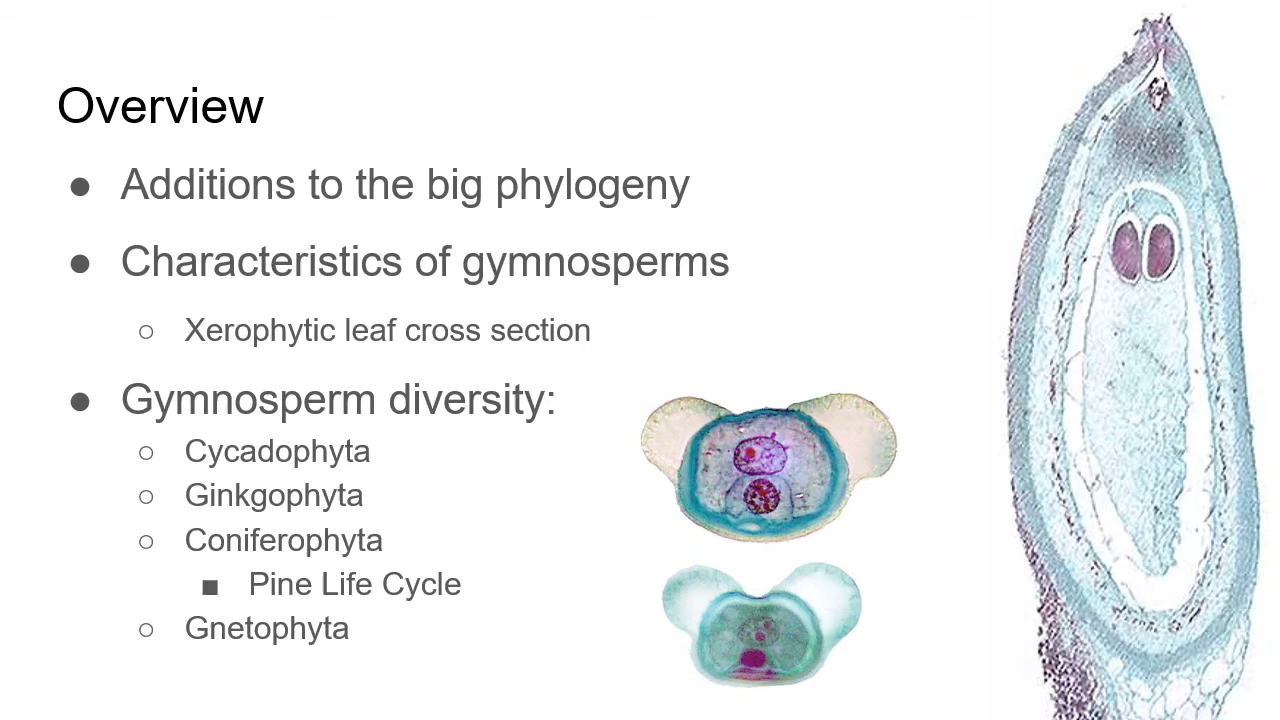 Overview
● Additions to the big phylogeny
● Characteristics of gymnosperms
○ Xerophytic leaf cross section
● Gymnosperm diversity:
○ Cycadophyta
○ Ginkgophyta
○ Coniferophyta
■ Pine Life Cycle
○ Gnetophyta